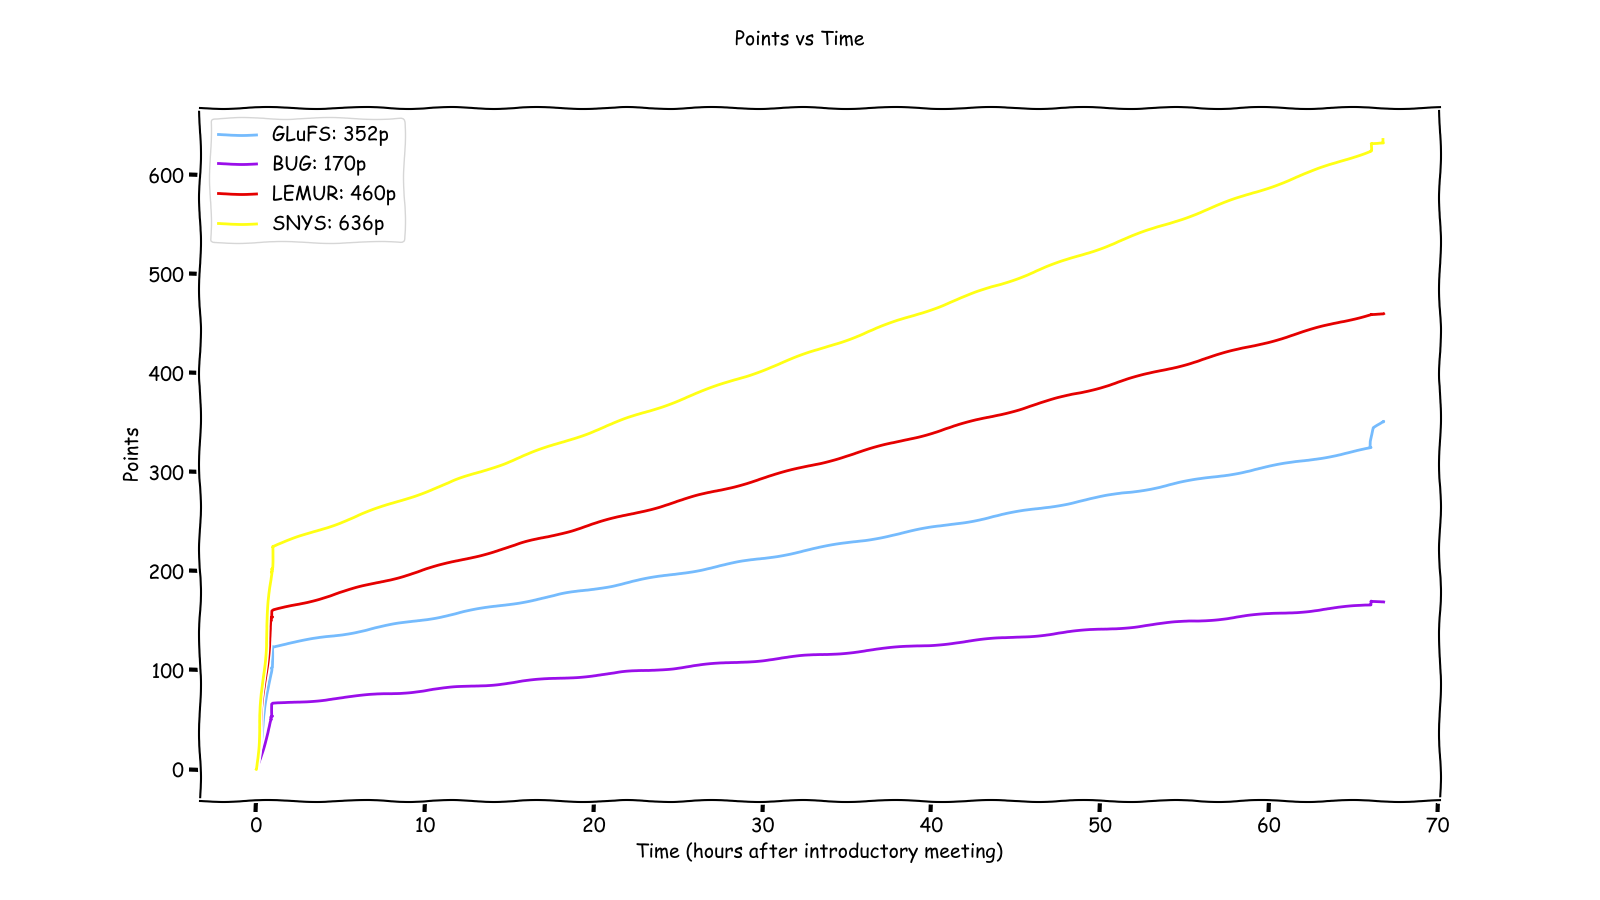 Points vs Time
GLuFS: 352p
BUG: 170p
LEMUR: 460p
SNYS: 636p
600
500
400
300
200
100
0
Points
0 10 20 30 40 50 60 70
Time (hours after introductory meeting)